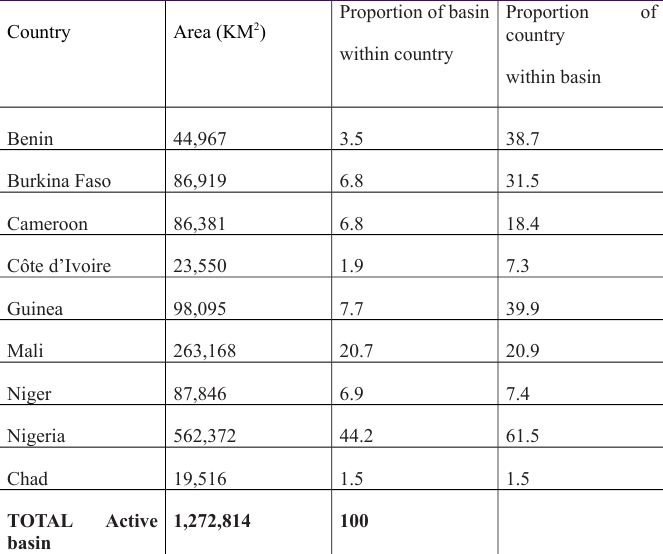 Country Area (KM²) Proportion of basin within country Proportion of country within basin
Benin 44,967 3.5 38.7
Burkina Faso 86,919 6.8 31.5
Cameroon 86,381 6.8 18.4
Côte d’Ivoire 23,550 1.9 7.3
Guinea 98,095 7.7 39.9
Mali 263,168 20.7 20.9
Niger 87,846 6.9 7.4
Nigeria 562,372 44.2 61.5
Chad 19,516 1.5 1.5
TOTAL Active basin 1,272,814 100